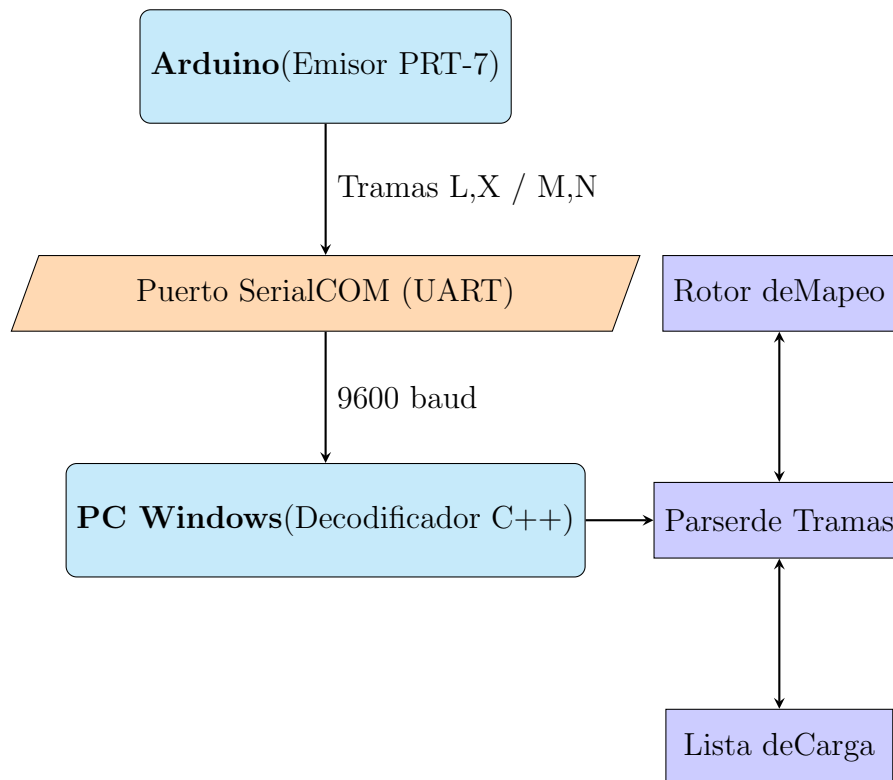 Arduino(Emisor PRT-7)
Tramas L,X / M,N
Puerto SerialCOM (UART)
Rotor deMapeo
9600 baud
PC Windows(Decodificador C++)
Parserde Tramas
Lista deCarga